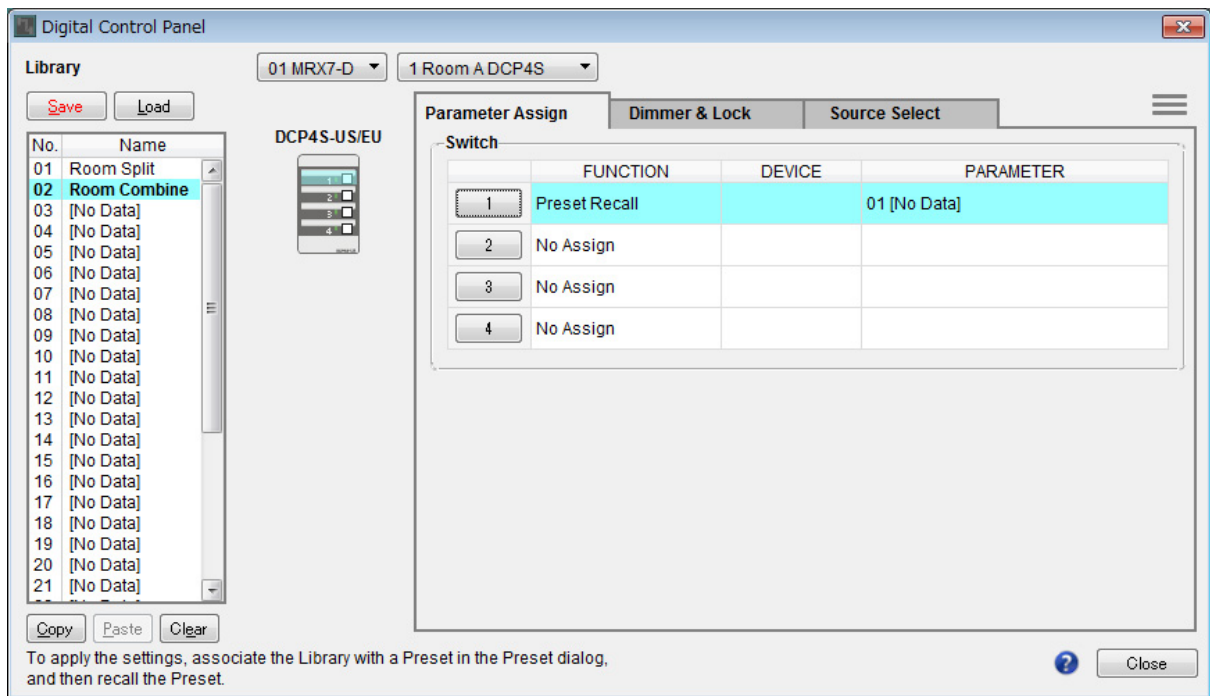 Digital Control Panel
Library
01 MRX7-D
1 Room A DCP4S
Save
Load
No. Name
01 Room Split
02 Room Combine
03 [No Data]
04 [No Data]
05 [No Data]
06 [No Data]
07 [No Data]
08 [No Data]
09 [No Data]
10 [No Data]
11 [No Data]
12 [No Data]
13 [No Data]
14 [No Data]
15 [No Data]
16 [No Data]
17 [No Data]
18 [No Data]
19 [No Data]
20 [No Data]
21 [No Data]
Copy
Paste
Clear
DCP4S-US/EU
1
2
3
4
Parameter Assign
Dimmer & Lock
Source Select
Switch
FUNCTION DEVICE PARAMETER
1 Preset Recall 01 [No Data]
2 No Assign
3 No Assign
4 No Assign
To apply the settings, associate the Library with a Preset in the Preset dialog,
and then recall the Preset.
?
Close